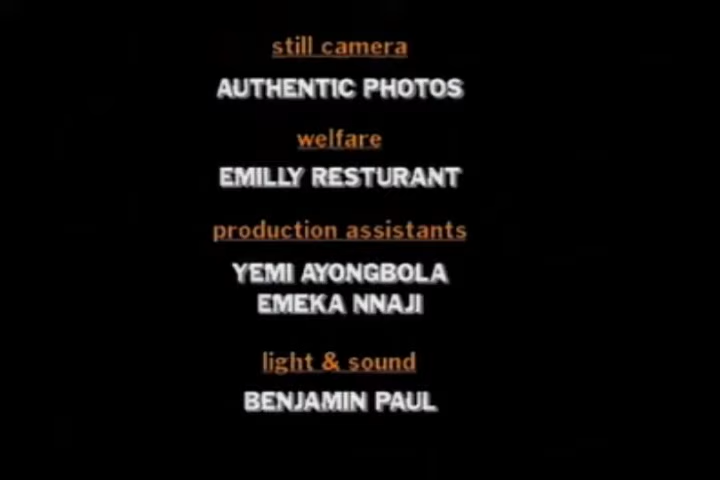 still camera
AUTHENTIC PHOTOS
welfare
EMILLY RESTURANT
production assistants
YEMI AYONGBOLA
EMEKA NNAJI
light & sound
BENJAMIN PAUL